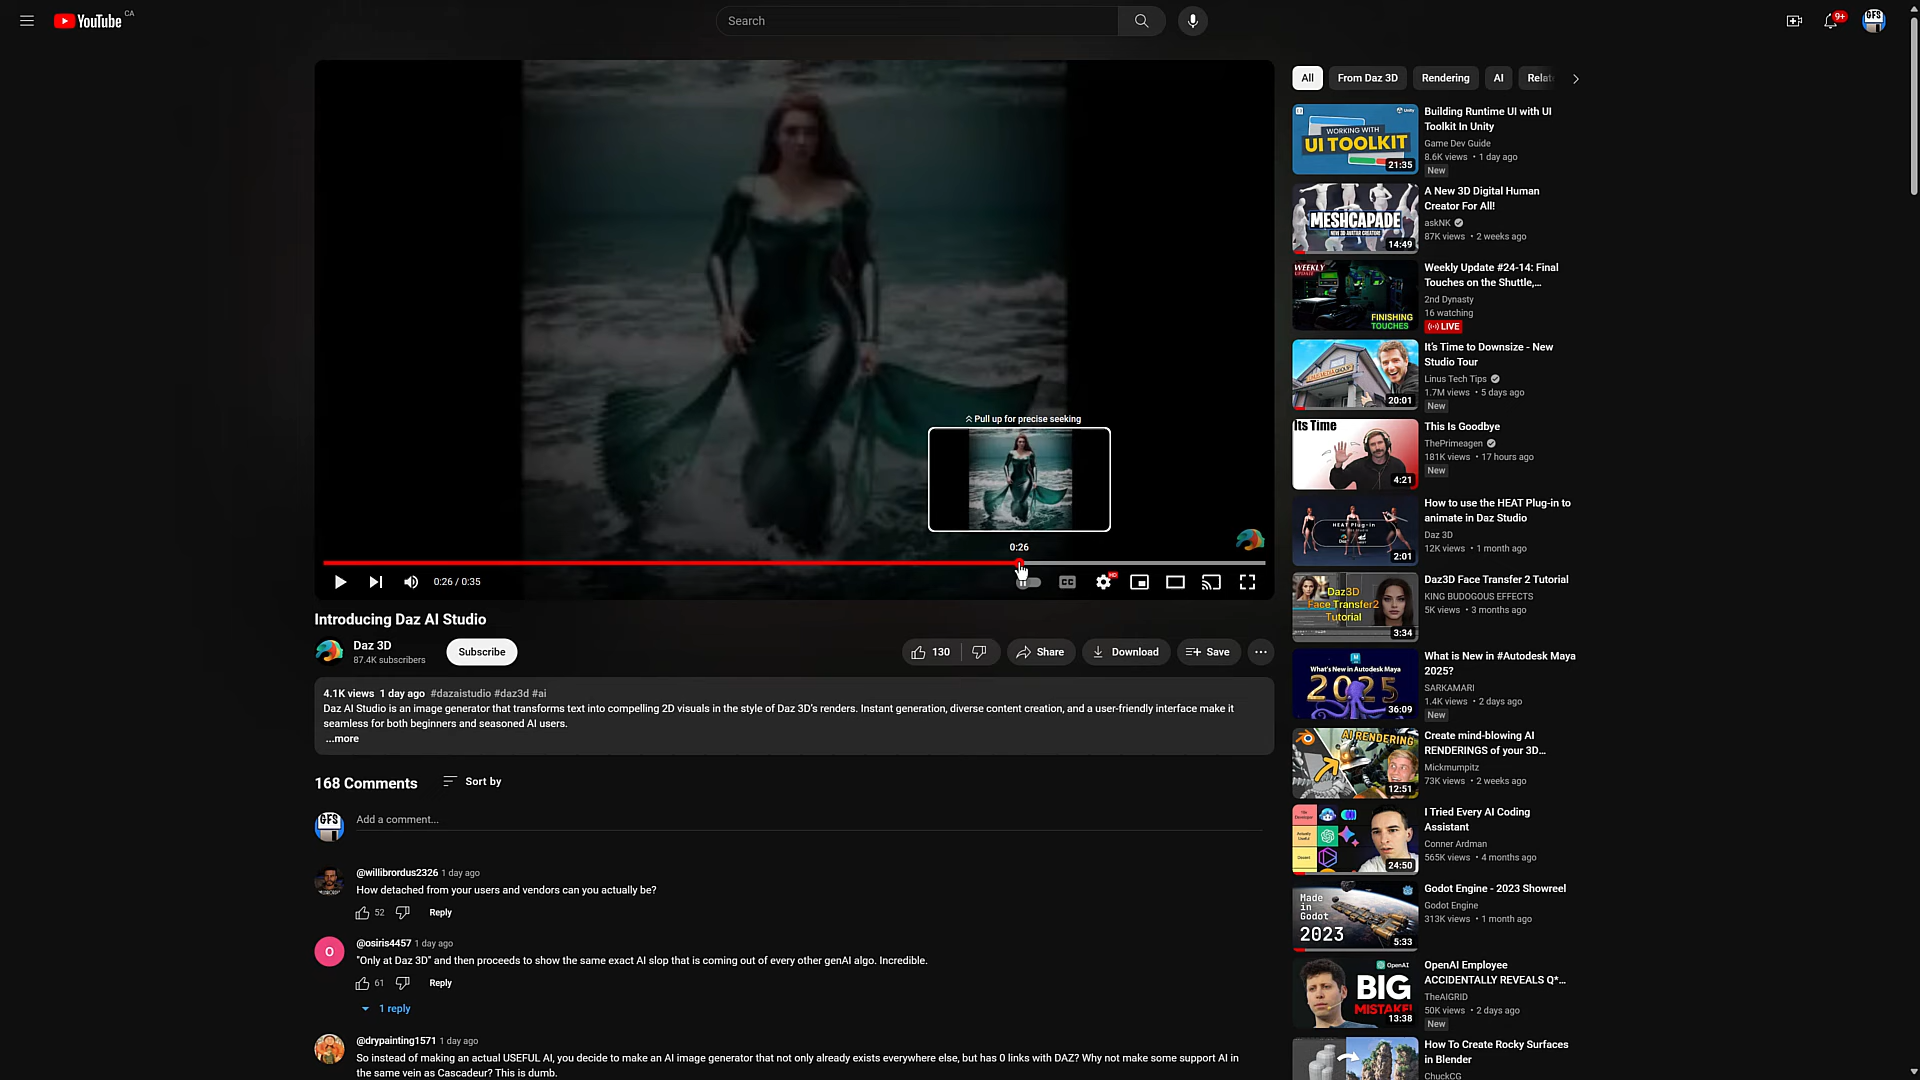 YouTube CA
Search
9+
GFS
Pull up for precise seeking
0:26
0:26 / 0:35
CC
HD
Introducing Daz AI Studio
Daz 3D
87.4K subscribers
Subscribe
130
Share
Download
Save
4.1K views 1 day ago #dazaistudio #daz3d #ai
Daz AI Studio is an image generator that transforms text into compelling 2D visuals in the style of Daz 3D's renders. Instant generation, diverse content creation, and a user-friendly interface make it
seamless for both beginners and seasoned AI users.
...more
168 Comments
Sort by
GFS
Add a comment...
@willibrordus2326 1 day ago
How detached from your users and vendors can you actually be?
52
Reply
O
@osiris4457 1 day ago
"Only at Daz 3D" and then proceeds to show the same exact AI slop that is coming out of every other genAI algo. Incredible.
61
Reply
1 reply
@drypainting1571 1 day ago
So instead of making an actual USEFUL AI, you decide to make an AI image generator that not only already exists everywhere else, but has 0 links with DAZ? Why not make some support AI in
the same vein as Cascadeur? This is dumb.
All
From Daz 3D
Rendering
AI
Relat
Unity
WORKING WITH
UI TOOLKIT
21:35
Building Runtime UI with UI
Toolkit In Unity
Game Dev Guide
8.6K views • 1 day ago
New
MESHCAPADE
NEW 3D AVATAR CREATOR!
14:49
A New 3D Digital Human
Creator For All!
askNK
87K views • 2 weeks ago
WEEKLY
UPDATE
FINISHING
TOUCHES
Weekly Update #24-14: Final
Touches on the Shuttle,...
2nd Dynasty
16 watching
LIVE
20:01
It's Time to Downsize - New
Studio Tour
Linus Tech Tips
1.7M views • 5 days ago
New
Its Time
4:21
This Is Goodbye
ThePrimeagen
181K views • 17 hours ago
New
HEAT Plug-in
2:01
How to use the HEAT Plug-in to
animate in Daz Studio
Daz 3D
12K views • 1 month ago
Daz3D
Face Transfer2
Tutorial
3:34
Daz3D Face Transfer 2 Tutorial
KING BUDOGOUS EFFECTS
5K views • 3 months ago
What's New in Autodesk Maya
2025
36:09
What is New in #Autodesk Maya
2025?
SARKAMARI
1.4K views • 2 days ago
New
AI RENDERING
12:51
Create mind-blowing AI
RENDERINGS of your 3D...
Mickmumpitz
73K views • 2 weeks ago
24:50
I Tried Every AI Coding
Assistant
Conner Ardman
565K views • 4 months ago
Made
in
Godot
2023
5:33
Godot Engine - 2023 Showreel
Godot Engine
313K views • 1 month ago
OpenAI
BIG
MISTAKE!
13:38
OpenAI Employee
ACCIDENTALLY REVEALS Q*...
TheAIGRID
50K views • 2 days ago
New
How To Create Rocky Surfaces
in Blender
ChuckCG